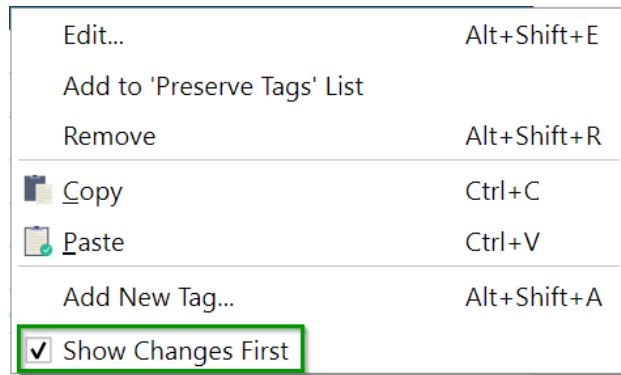 Edit... Alt+Shift+E
Add to 'Preserve Tags' List
Remove Alt+Shift+R
Copy Ctrl+C
Paste Ctrl+V
Add New Tag... Alt+Shift+A
Show Changes First